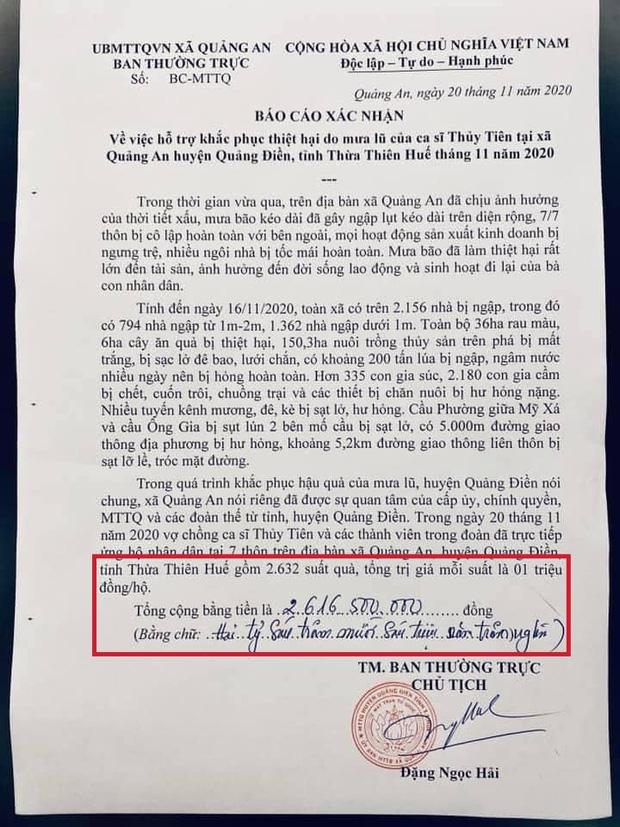 UBMTTQVN XÃ QUẢNG AN
BAN THƯỜNG TRỰC
Số: BC-MTTQ
CỘNG HÒA XÃ HỘI CHỦ NGHĨA VIỆT NAM
Độc lập – Tự do – Hạnh phúc
Quảng An, ngày 20 tháng 11 năm 2020
BÁO CÁO XÁC NHẬN
Về việc hỗ trợ khắc phục thiệt hại do mưa lũ của ca sĩ Thủy Tiên tại xã
Quảng An huyện Quảng Điền, tỉnh Thừa Thiên Huế tháng 11 năm 2020
---
Trong thời gian vừa qua, trên địa bàn xã Quảng An đã chịu ảnh hưởng
của thời tiết xấu, mưa bão kéo dài đã gây ngập lụt kéo dài trên diện rộng, 7/7
thôn bị cô lập hoàn toàn với bên ngoài, mọi hoạt động sản xuất kinh doanh bị
ngưng trệ, nhiều ngôi nhà bị tốc mái hoàn toàn. Mưa bão đã làm thiệt hại rất
lớn đến tài sản, ảnh hưởng đến đời sống lao động và sinh hoạt đi lại của bà
con nhân dân.
Tính đến ngày 16/11/2020, toàn xã có trên 2.156 nhà bị ngập, trong đó
có 794 nhà ngập từ 1m-2m, 1.362 nhà ngập dưới 1m. Toàn bộ 36ha rau màu,
6ha cây ăn quả bị thiệt hại, 150,3ha nuôi trồng thủy sản trên phá bị mất
trắng, bị sạc lở đê bao, lưới chắn, có khoảng 200 tấn lúa bị ngập, ngâm nước
nhiều ngày nên bị hỏng hoàn toàn. Hơn 335 con gia súc, 2.180 con gia cầm
bị chết, cuốn trôi, chuồng trại và các thiết bị chăn nuôi bị hư hỏng nặng.
Nhiều tuyến kênh mương, đê, kè bị sạt lở, hư hỏng. Cầu Phường giữa Mỹ Xá
và cầu Ông Gia bị sụt lún 2 bên mố cầu bị sạt lở, có 5.000m đường giao
thông địa phương bị hư hỏng, khoảng 5,2km đường giao thông liên thôn bị
sạt lỡ lề, tróc mặt đường.
Trong quá trình khắc phục hậu quả của mưa lũ, huyện Quảng Điền nói
chung, xã Quảng An nói riêng đã được sự quan tâm của cấp ủy, chính quyền,
MTTQ và các đoàn thể từ tỉnh, huyện Quảng Điền. Trong ngày 20 tháng 11
năm 2020 vợ chồng ca sĩ Thủy Tiên và các thành viên trong đoàn đã trực tiếp
ủng hộ nhân dân tại 7 thôn trên địa bàn xã Quảng An, huyện Quảng Điền,
tỉnh Thừa Thiên Huế gồm 2.632 suất quà, tổng trị giá mỗi suất là 01 triệu
đồng/hộ.
Tổng cộng bằng tiền là 2.616.500.000 đồng
(Bằng chữ: Hai tỷ sáu trăm mười sáu triệu năm trăm nghìn)
TM. BAN THƯỜNG TRỰC
CHỦ TỊCH
Đặng Ngọc Hải